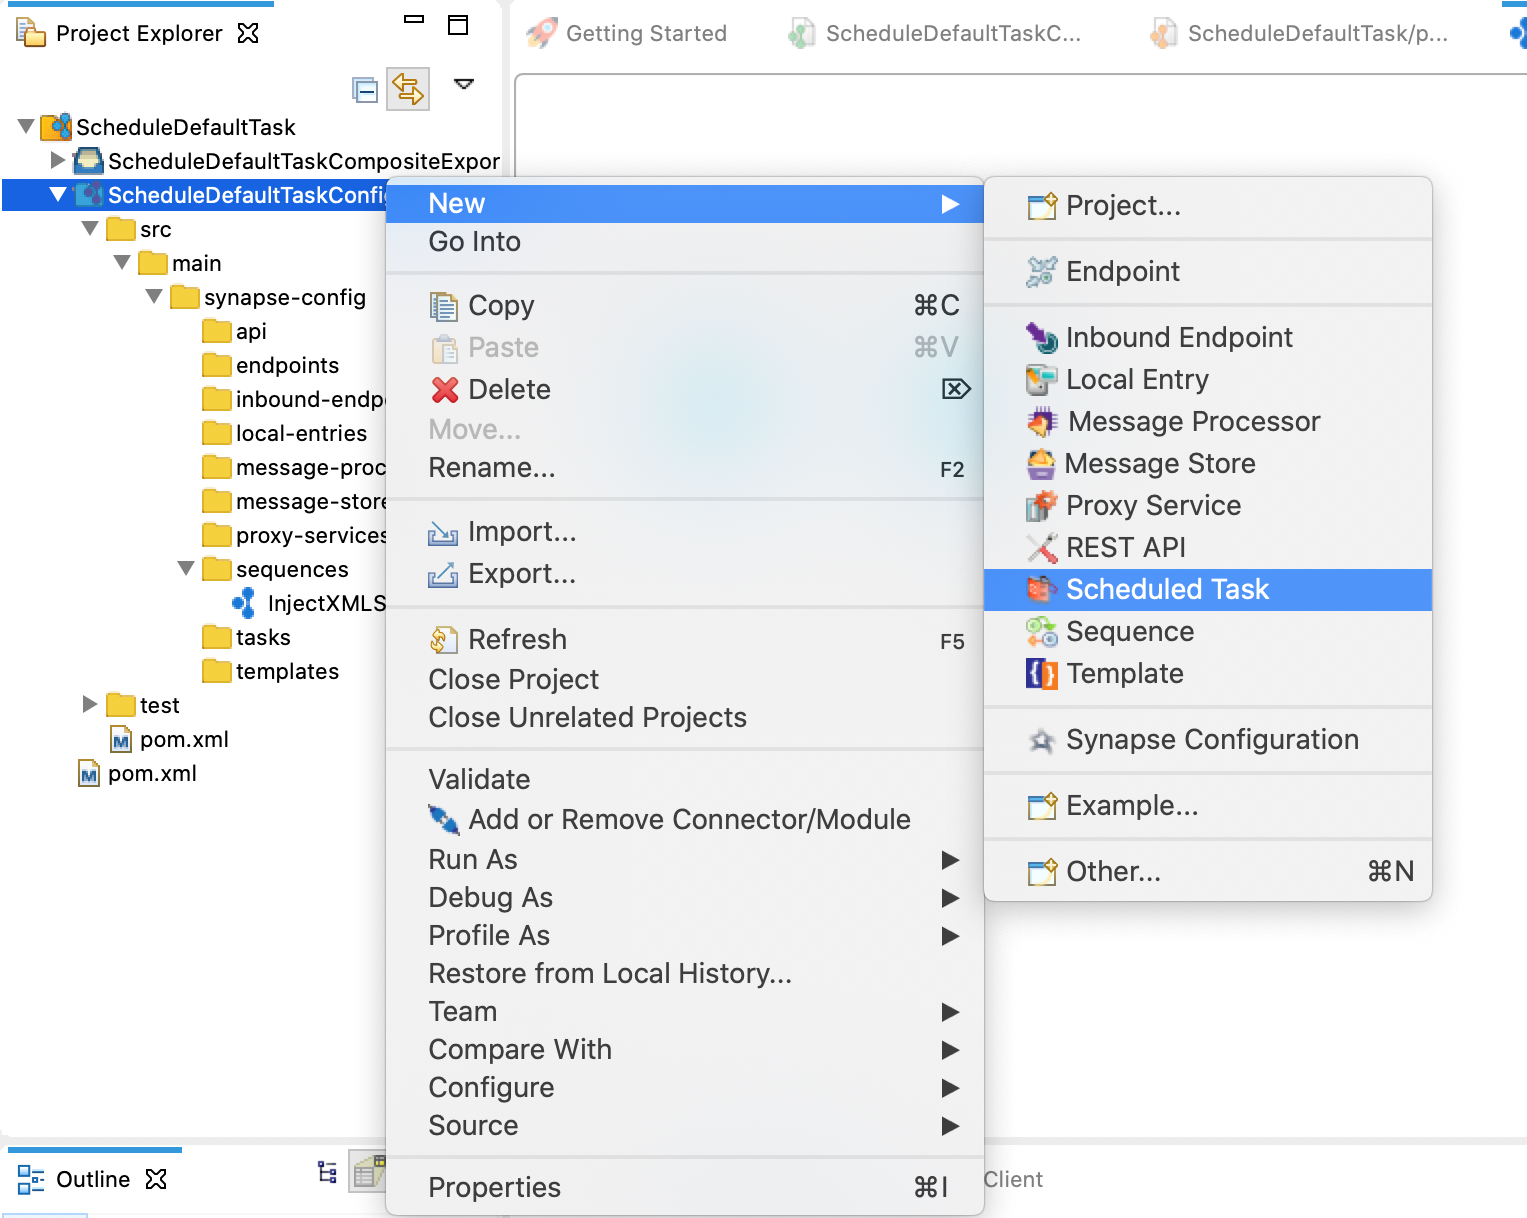 Project Explorer
Getting Started
ScheduleDefaultTaskC...
ScheduleDefaultTask/p...
ScheduleDefaultTask
ScheduleDefaultTaskCompositeExpor
ScheduleDefaultTaskConfi
src
main
synapse-config
api
endpoints
inbound-endp
local-entries
message-proc
message-store
proxy-services
sequences
InjectXMLS
tasks
templates
test
pom.xml
pom.xml
New
Go Into
Copy ⌘C
Paste ⌘V
Delete ⌦
Move...
Rename... F2
Import...
Export...
Refresh F5
Close Project
Close Unrelated Projects
Validate
Add or Remove Connector/Module
Run As
Debug As
Profile As
Restore from Local History...
Team
Compare With
Configure
Source
Properties ⌘I
Project...
Endpoint
Inbound Endpoint
Local Entry
Message Processor
Message Store
Proxy Service
REST API
Scheduled Task
Sequence
Template
Synapse Configuration
Example...
Other... ⌘N
Outline
Client